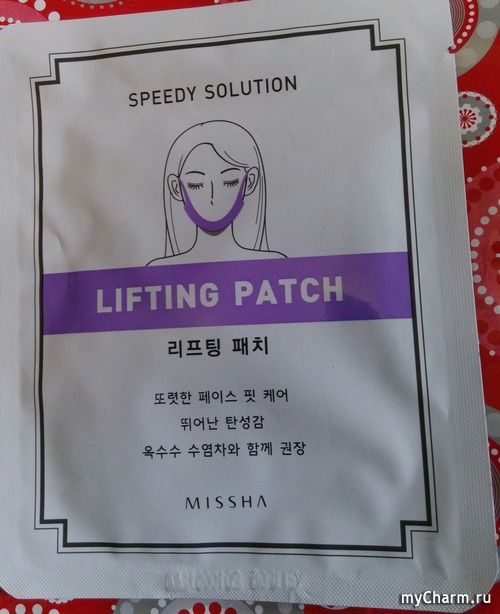 SPEEDY SOLUTION
LIFTING PATCH
리프팅 패치
또렷한 페이스 핏 케어
뛰어난 탄성감
옥수수 수염차와 함께 권장
MISSHA
myCharm.ru